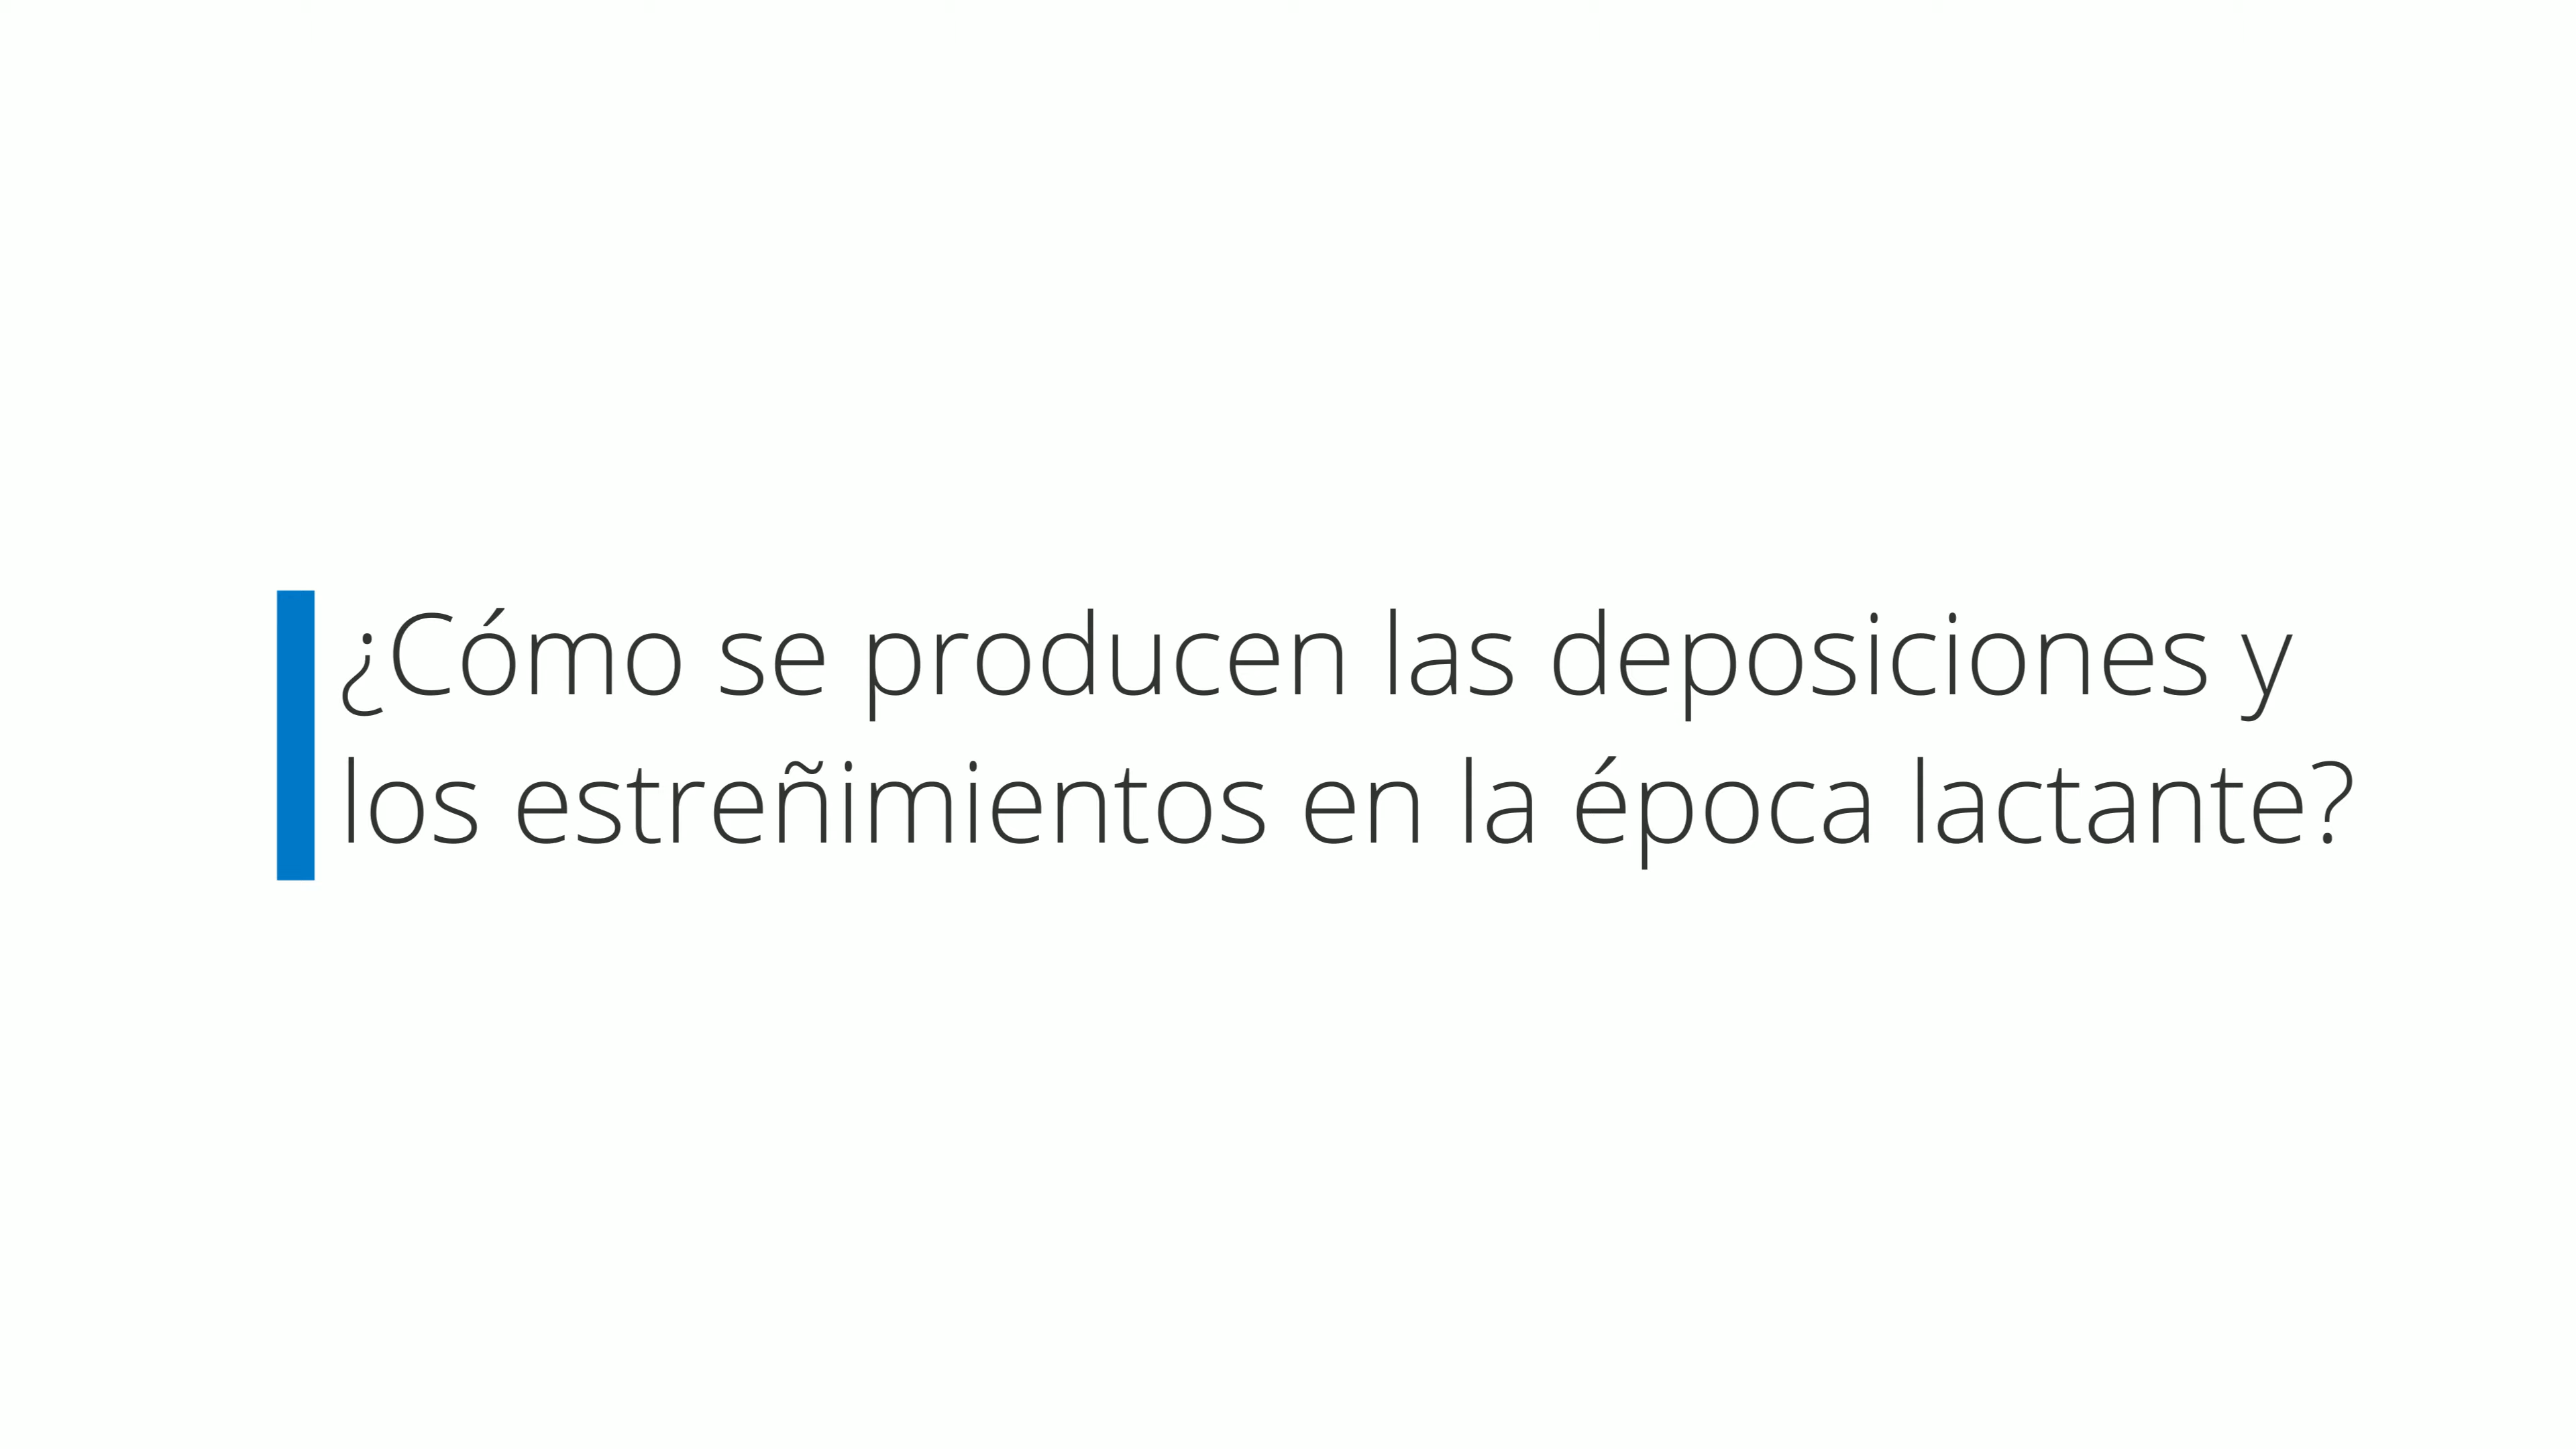 ¿Cómo se producen las deposiciones y
los estreñimientos en la época lactante?